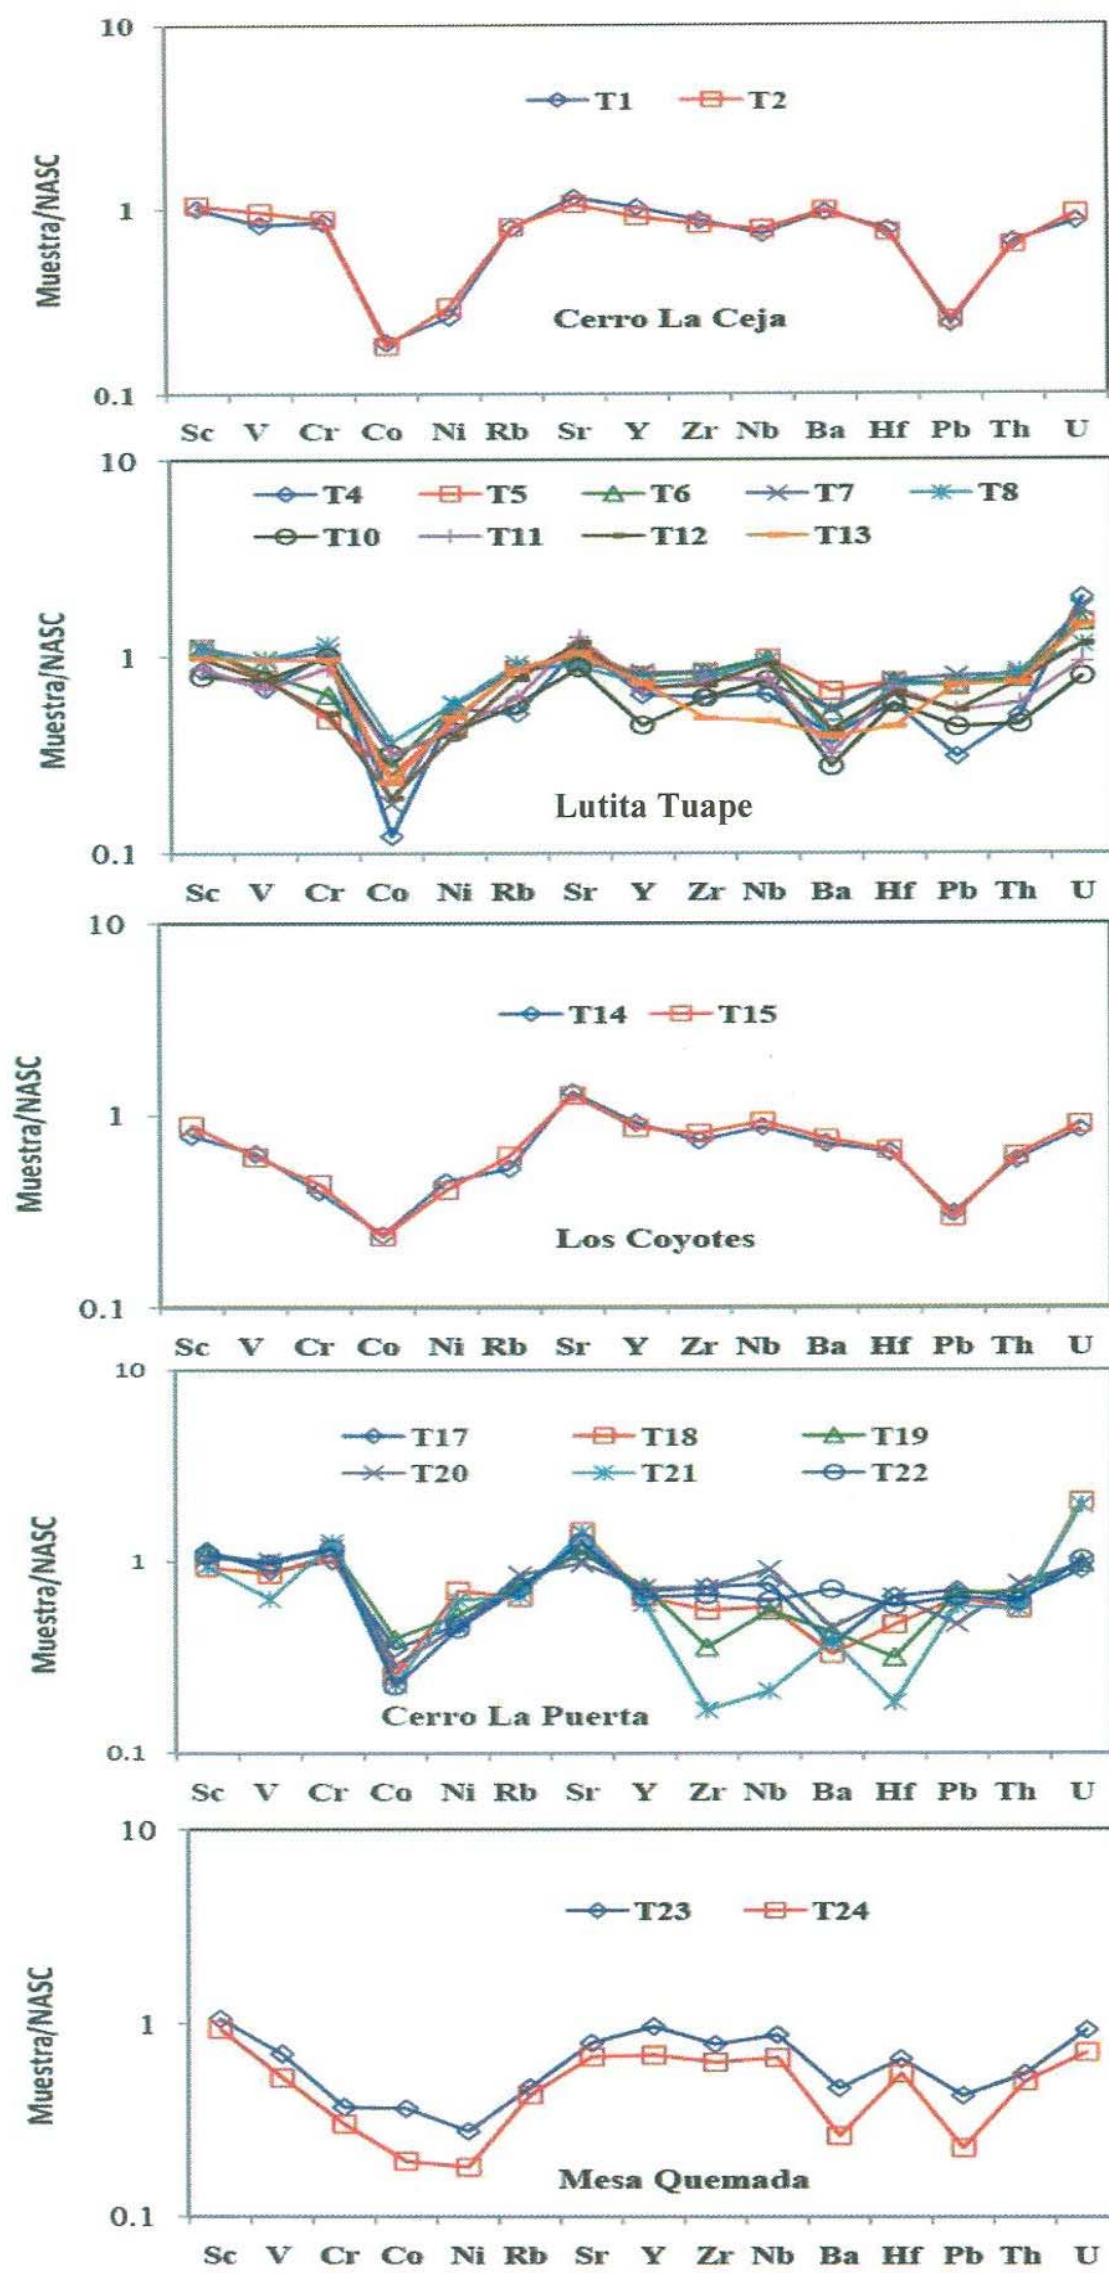 10
T1 T2
Muestra/NASC
1
Cerro La Ceja
0.1
Sc V Cr Co Ni Rb Sr Y Zr Nb Ba Hf Pb Th U
10
T4 T5 T6 T7 T8
T10 T11 T12 T13
Muestra/NASC
1
Lutita Tuape
0.1
Sc V Cr Co Ni Rb Sr Y Zr Nb Ba Hf Pb Th U
10
T14 T15
Muestra/NASC
1
Los Coyotes
0.1
Sc V Cr Co Ni Rb Sr Y Zr Nb Ba Hf Pb Th U
10
T17 T18 T19
T20 T21 T22
Muestra/NASC
1
Cerro La Puerta
0.1
Sc V Cr Co Ni Rb Sr Y Zr Nb Ba Hf Pb Th U
10
T23 T24
Muestra/NASC
1
Mesa Quemada
0.1
Sc V Cr Co Ni Rb Sr Y Zr Nb Ba Hf Pb Th U